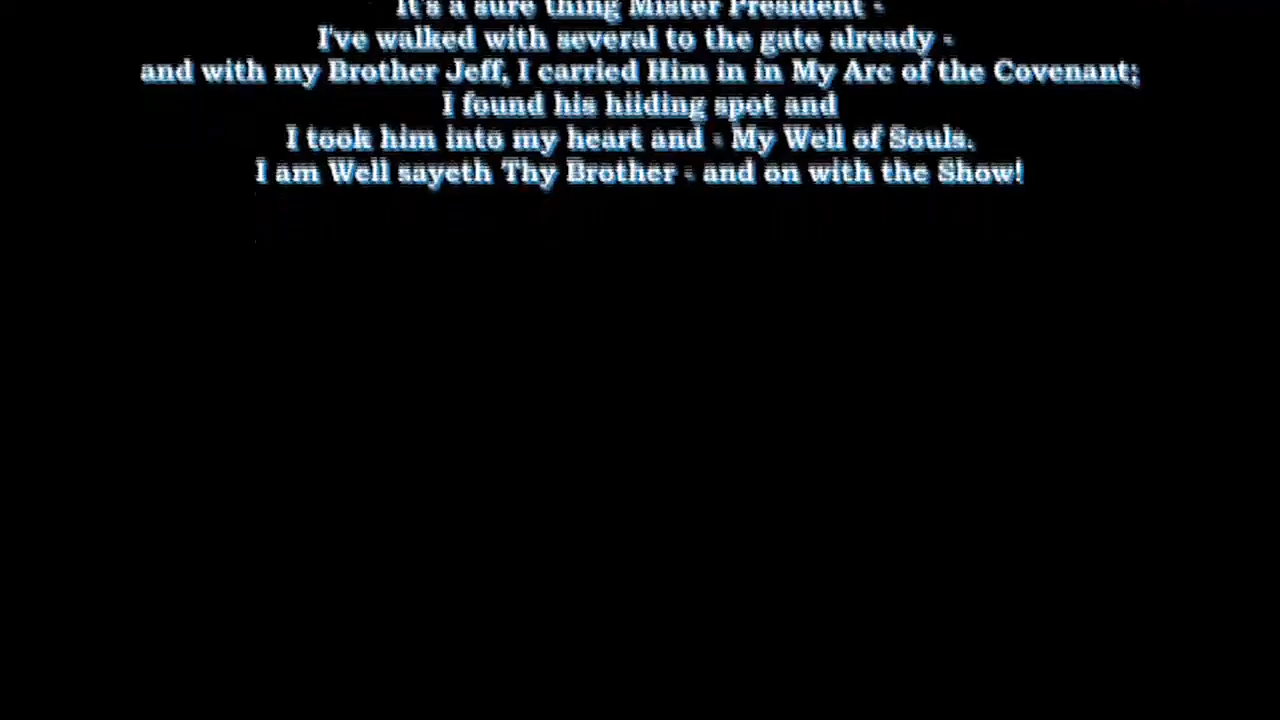 It's a sure thing Mister President -
I've walked with several to the gate already -
and with my Brother Jeff, I carried Him in in My Arc of the Covenant;
I found his hiiding spot and
I took him into my heart and - My Well of Souls.
I am Well sayeth Thy Brother - and on with the Show!